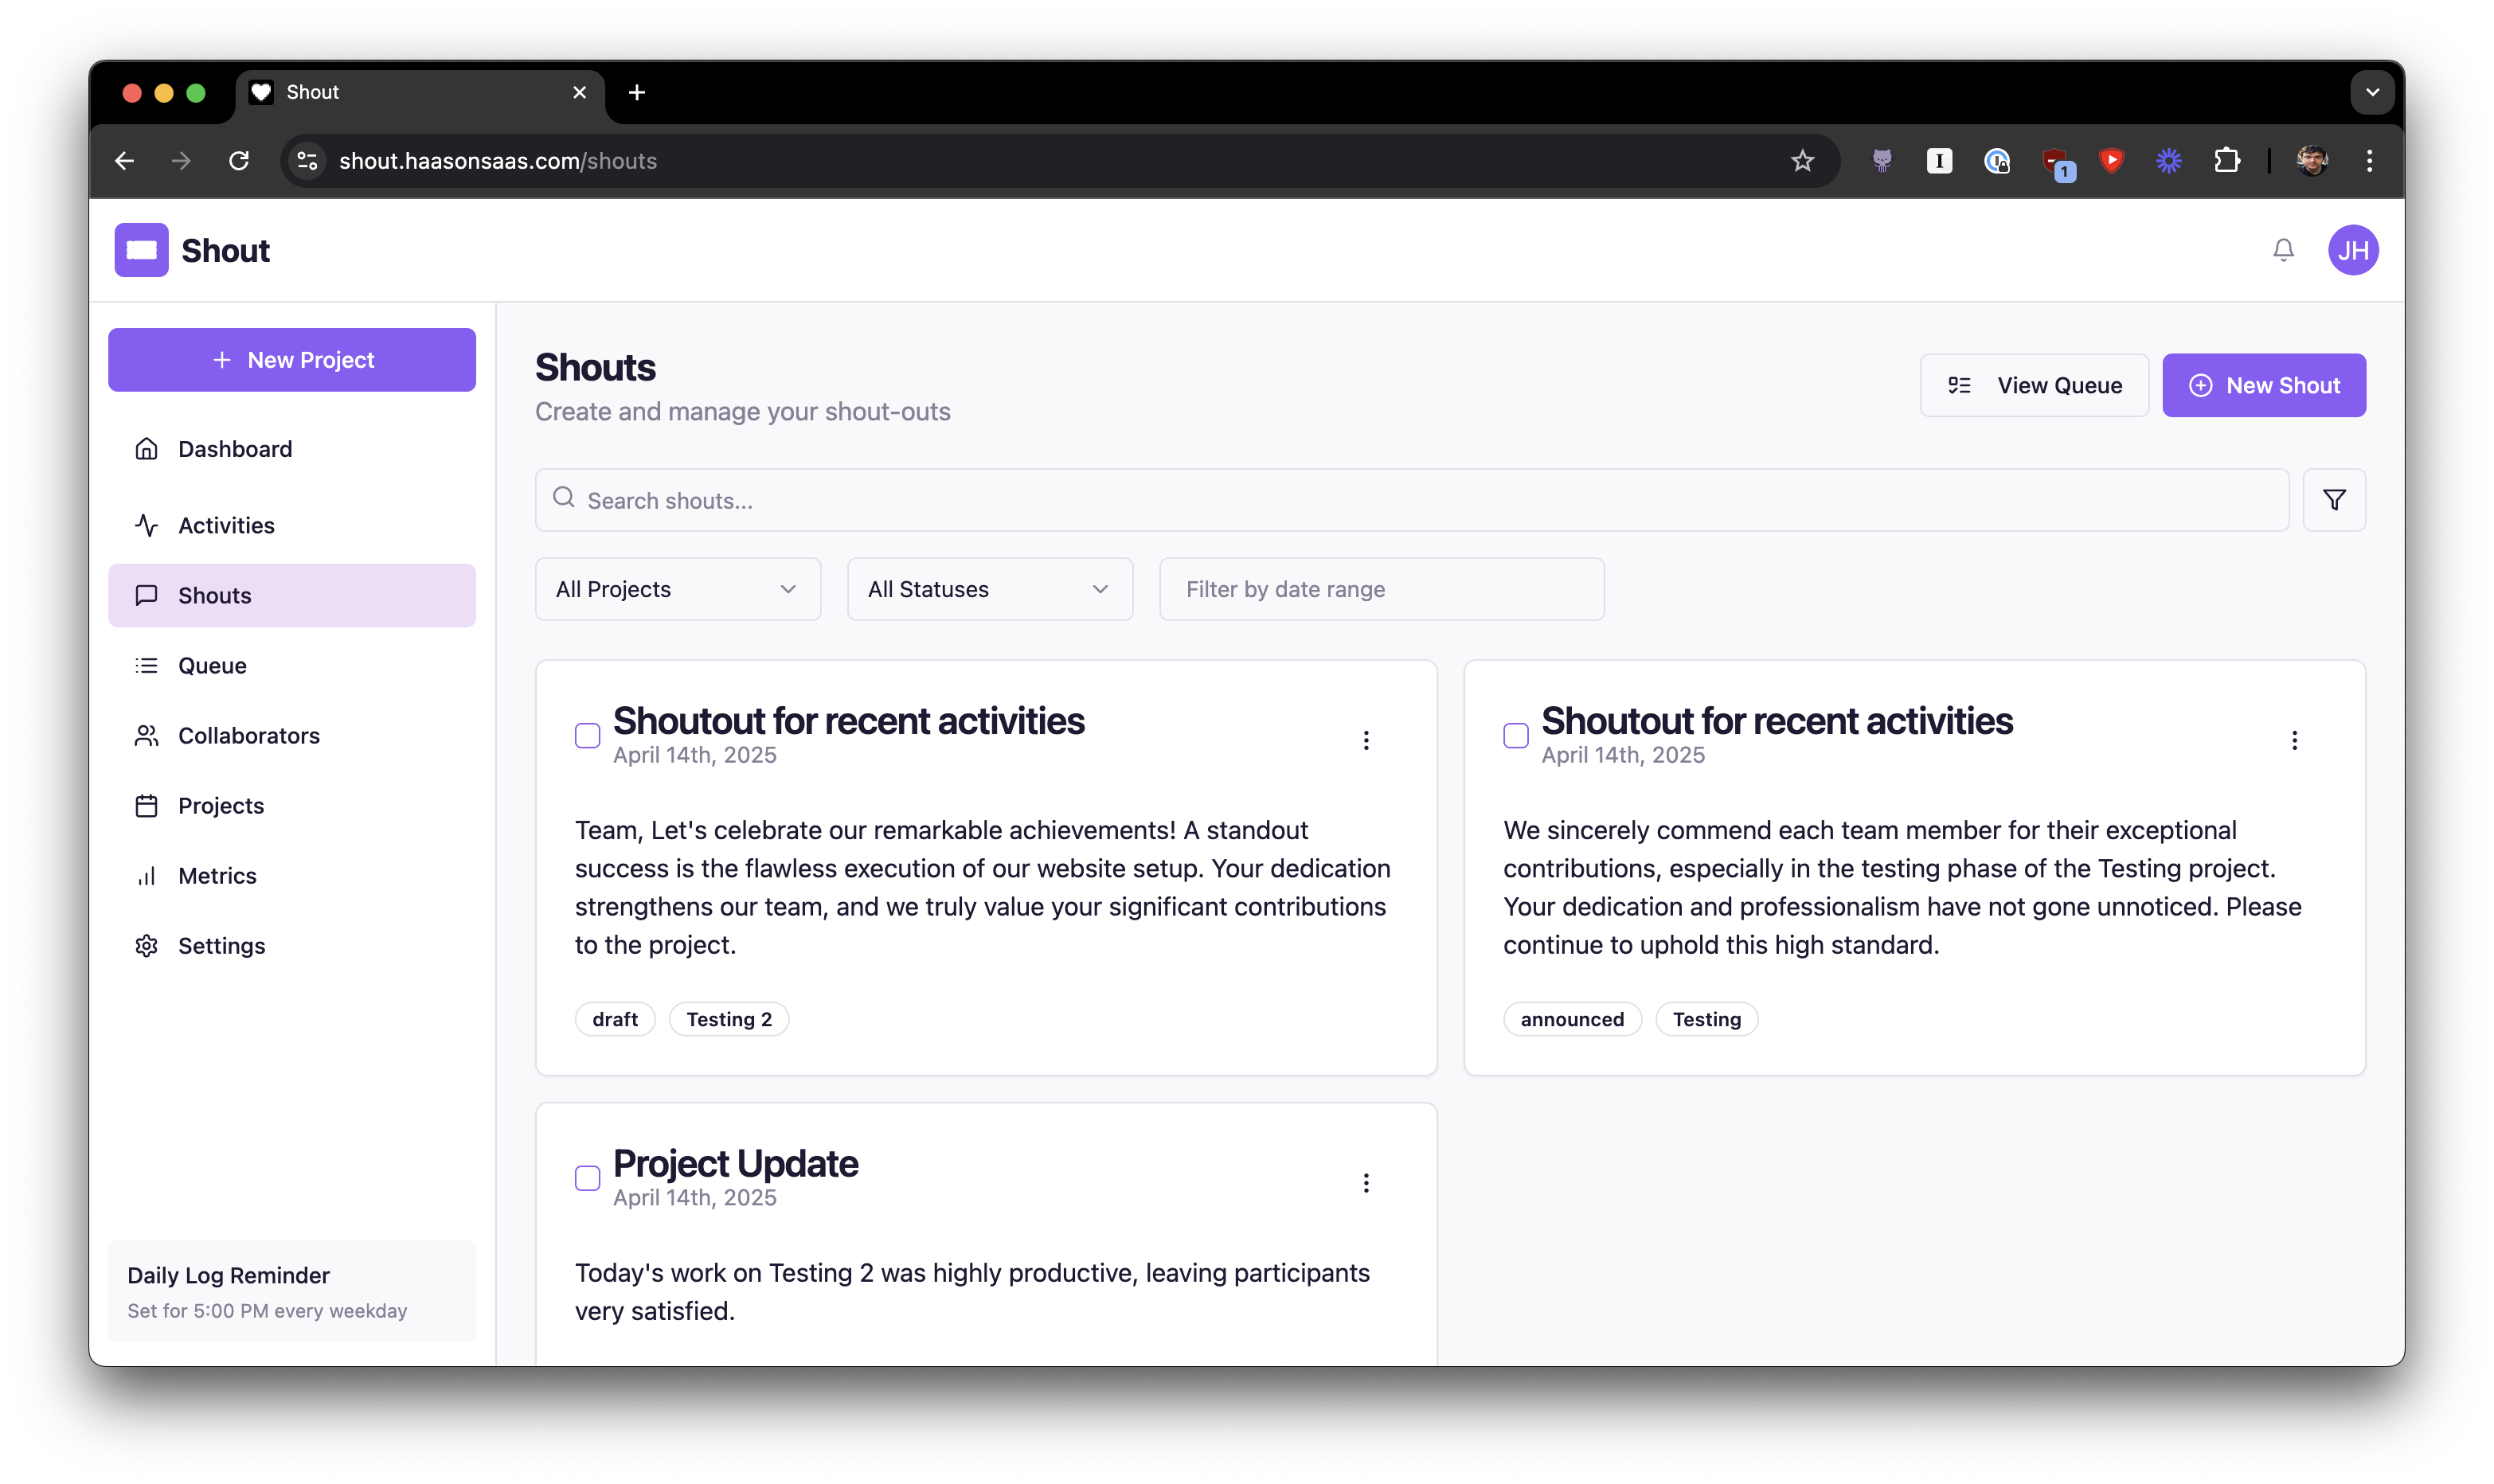 Shout
shout.haasonsaas.com/shouts
1
Shout
JH
New Project
Dashboard
Activities
Shouts
Queue
Collaborators
Projects
Metrics
Settings
Daily Log Reminder
Set for 5:00 PM every weekday
Shouts
Create and manage your shout-outs
View Queue
New Shout
Search shouts...
All Projects
All Statuses
Filter by date range
Shoutout for recent activities
April 14th, 2025
Team, Let's celebrate our remarkable achievements! A standout
success is the flawless execution of our website setup. Your dedication
strengthens our team, and we truly value your significant contributions
to the project.
draft
Testing 2
Shoutout for recent activities
April 14th, 2025
We sincerely commend each team member for their exceptional
contributions, especially in the testing phase of the Testing project.
Your dedication and professionalism have not gone unnoticed. Please
continue to uphold this high standard.
announced
Testing
Project Update
April 14th, 2025
Today's work on Testing 2 was highly productive, leaving participants
very satisfied.